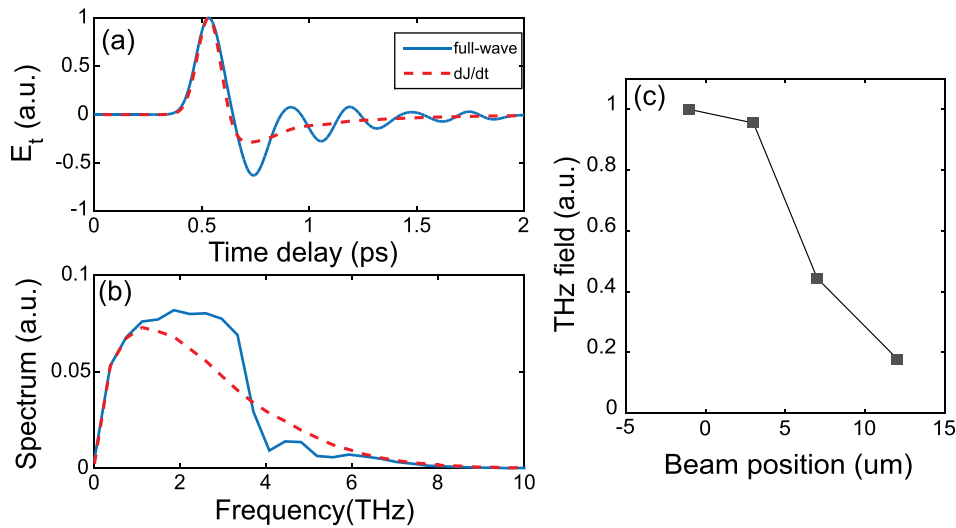 (a)
1
0.5
0
-0.5
-1
E_t (a.u.)
full-wave
dJ/dt
0 0.5 1 1.5 2
Time delay (ps)
(b)
0.1
0.05
0
Spectrum (a.u.)
0 2 4 6 8 10
Frequency(THz)
(c)
1
0.8
0.6
0.4
0.2
0
THz field (a.u.)
-5 0 5 10 15
Beam position (um)